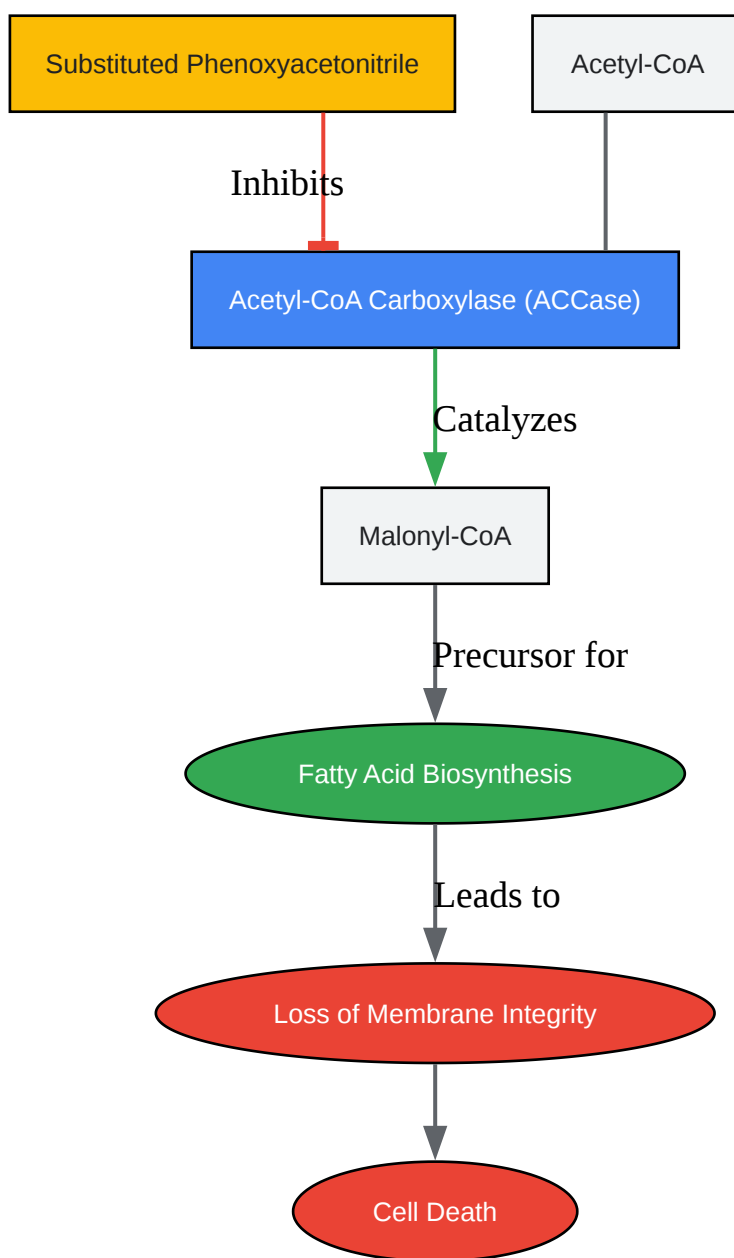 Substituted Phenoxyacetonitrile
Acetyl-CoA
Inhibits
Acetyl-CoA Carboxylase (ACCase)
Catalyzes
Malonyl-CoA
Precursor for
Fatty Acid Biosynthesis
Leads to
Loss of Membrane Integrity
Cell Death